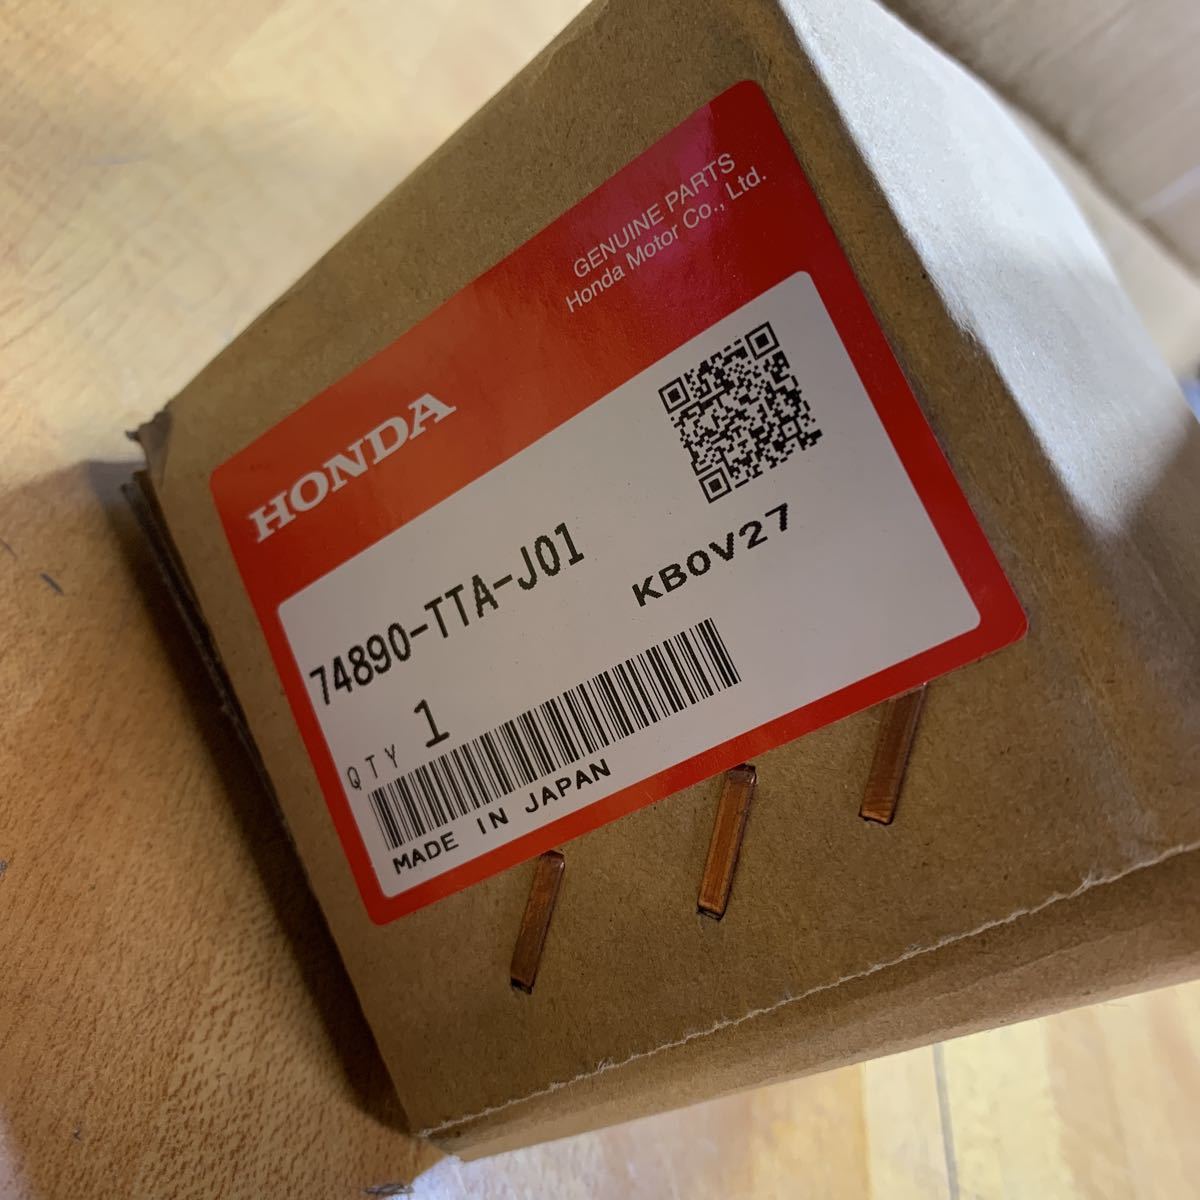 GENUINE PARTS
Honda Motor Co., Ltd.
HONDA
74890-TTA-J01
KB0V27
QTY 1
MADE IN JAPAN